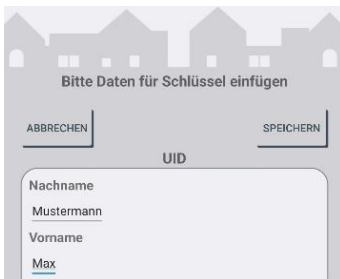 Bitte Daten für Schlüssel einfügen
ABBRECHEN SPEICHERN
UID
Nachname
Mustermann
Vorname
Max